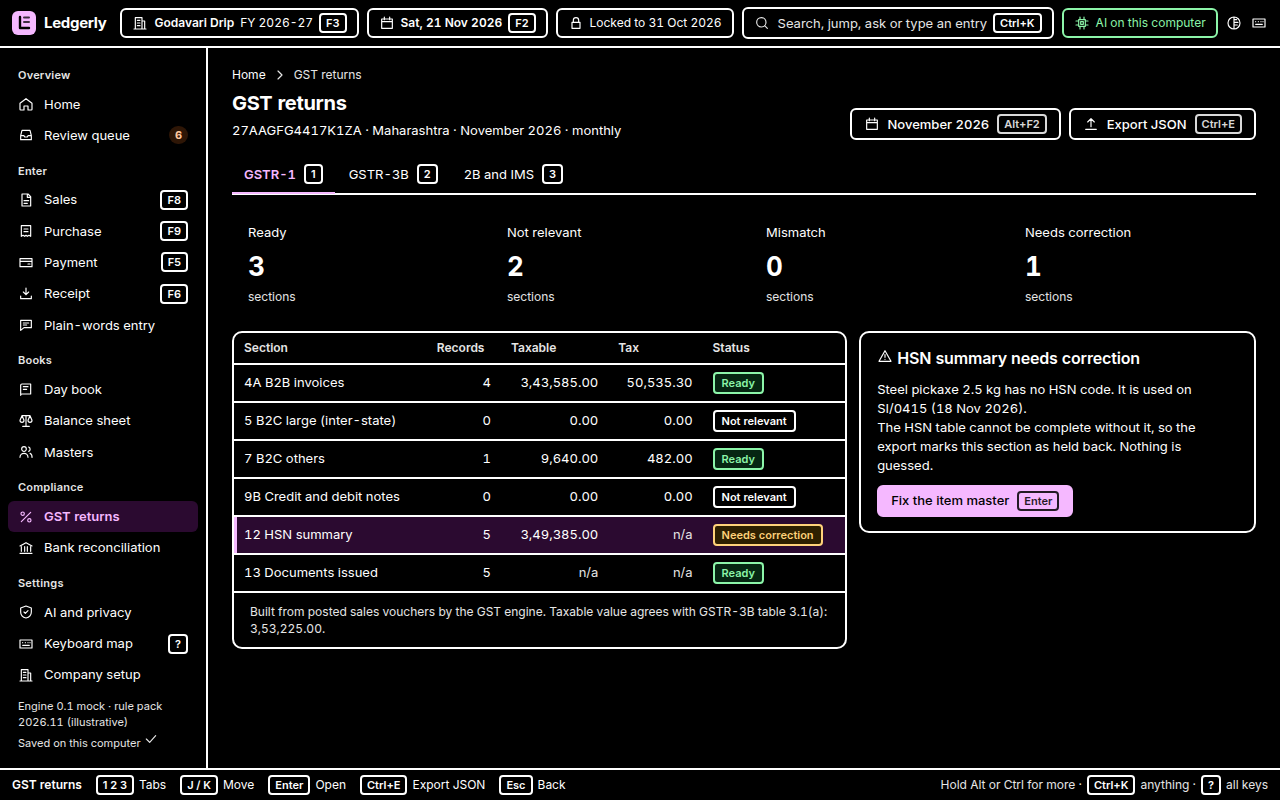 Ledgerly
Godavari Drip FY 2026-27 F3
Sat, 21 Nov 2026 F2
Locked to 31 Oct 2026
Search, jump, ask or type an entry Ctrl+K
AI on this computer
Overview
Home
Review queue 6
Enter
Sales F8
Purchase F9
Payment F5
Receipt F6
Plain-words entry
Books
Day book
Balance sheet
Masters
Compliance
GST returns
Bank reconciliation
Settings
AI and privacy
Keyboard map ?
Company setup
Engine 0.1 mock · rule pack
2026.11 (illustrative)
Saved on this computer
Home GST returns
GST returns
27AAGFG4417K1ZA · Maharashtra · November 2026 · monthly
November 2026 Alt+F2
Export JSON Ctrl+E
GSTR-1 1 GSTR-3B 2 2B and IMS 3
Ready Not relevant Mismatch Needs correction
3 2 0 1
sections sections sections sections
Section Records Taxable Tax Status
4A B2B invoices 4 3,43,585.00 50,535.30 Ready
5 B2C large (inter-state) 0 0.00 0.00 Not relevant
7 B2C others 1 9,640.00 482.00 Ready
9B Credit and debit notes 0 0.00 0.00 Not relevant
12 HSN summary 5 3,49,385.00 n/a Needs correction
13 Documents issued 5 n/a n/a Ready
Built from posted sales vouchers by the GST engine. Taxable value agrees with GSTR-3B table 3.1(a):
3,53,225.00.
HSN summary needs correction
Steel pickaxe 2.5 kg has no HSN code. It is used on
SI/0415 (18 Nov 2026).
The HSN table cannot be complete without it, so the
export marks this section as held back. Nothing is
guessed.
Fix the item master Enter
GST returns 1 2 3 Tabs J / K Move Enter Open Ctrl+E Export JSON Esc Back
Hold Alt or Ctrl for more · Ctrl+K anything · ? all keys